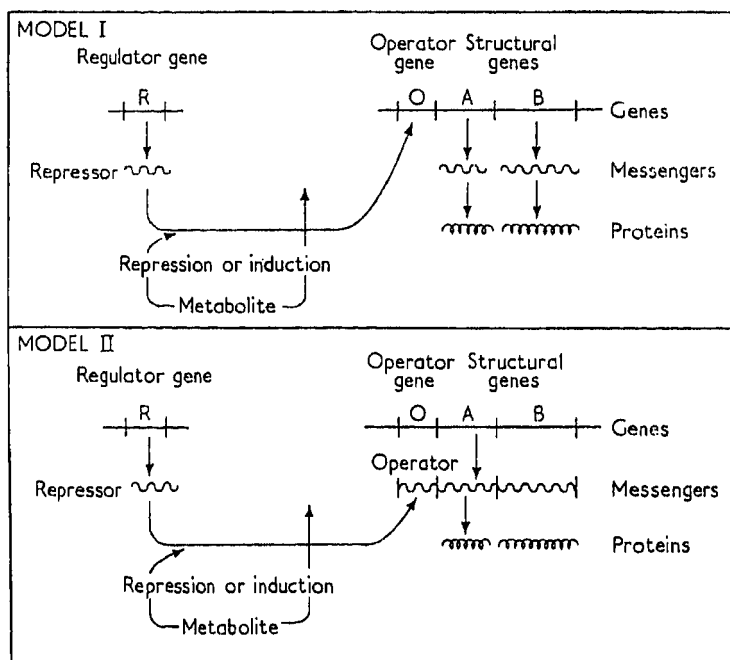 MODEL I
Regulator gene
Operator gene
Structural genes
R
O A B
Genes
Repressor
Messengers
Proteins
Repression or induction
Metabolite
MODEL II
Regulator gene
Operator gene
Structural genes
R
O A B
Genes
Operator
Repressor
Messengers
Proteins
Repression or induction
Metabolite